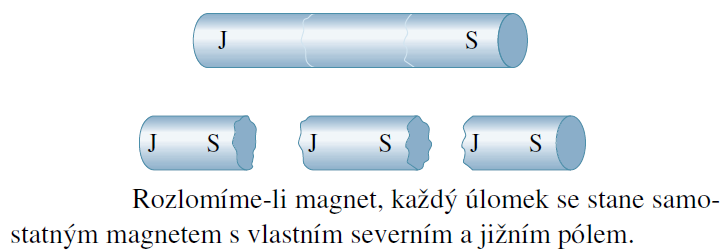 J S
J S J S J S
Rozlomíme-li magnet, každý úlomek se stane samo-
statným magnetem s vlastním severním a jižním pólem.